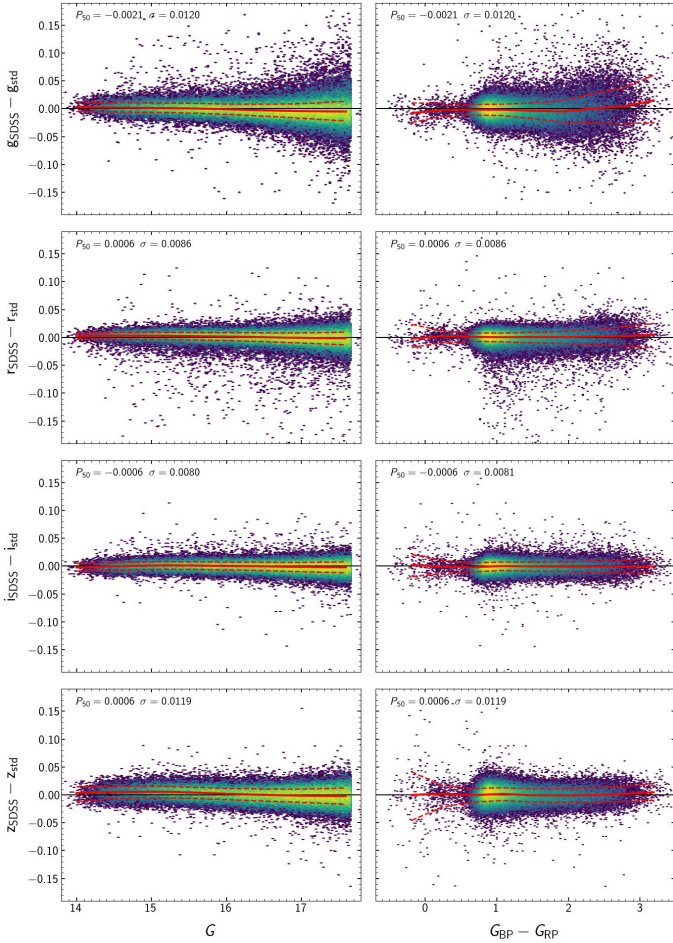 P50 = −0.0021 σ = 0.0120
P50 = −0.0021 σ = 0.0120
0.15
0.10
0.05
0.00
−0.05
−0.10
−0.15
gSDSS − gstd
P50 = 0.0006 σ = 0.0086
P50 = 0.0006 σ = 0.0086
0.15
0.10
0.05
0.00
−0.05
−0.10
−0.15
rSDSS − rstd
P50 = −0.0006 σ = 0.0080
P50 = −0.0006 σ = 0.0081
0.15
0.10
0.05
0.00
−0.05
−0.10
−0.15
iSDSS − istd
P50 = 0.0006 σ = 0.0119
P50 = 0.0006 σ = 0.0119
0.15
0.10
0.05
0.00
−0.05
−0.10
−0.15
zSDSS − zstd
14 15 16 17
0 1 2 3
G
GBP − GRP